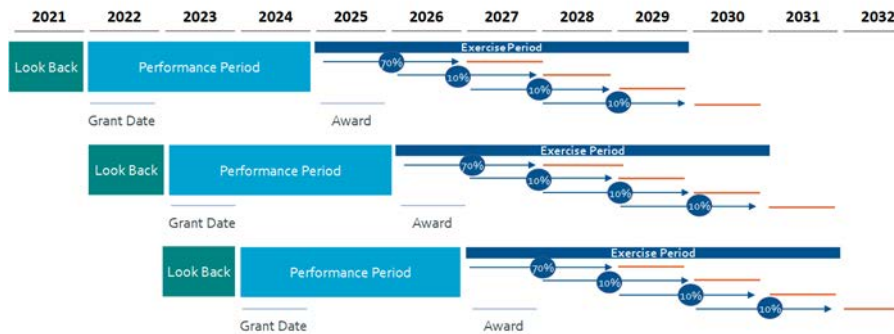 2021 2022 2023 2024 2025 2026 2027 2028 2029 2030 2031 2032
Exercise Period
Look Back Performance Period
70%
10%
10%
10%
Grant Date Award
Exercise Period
Look Back Performance Period
70%
10%
10%
10%
Grant Date Award
Exercise Period
Look Back Performance Period
70%
10%
10%
10%
Grant Date Award